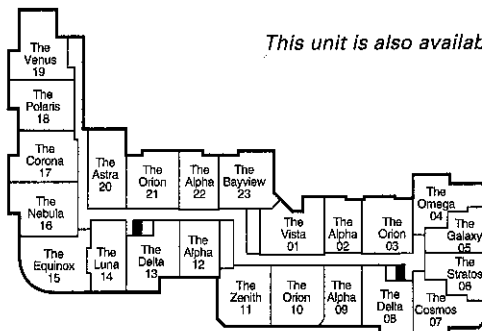 This unit is also availab
The
Venus
19
The
Polaris
18
The
Corona
17
The
Nebula
16
The
Equinox
15
The
Luna
14
The
Delta
13
The
Alpha
12
The
Astra
20
The
Orion
21
The
Alpha
22
The
Bayview
23
The
Vista
01
The
Alpha
02
The
Orion
03
The
Omega
04
The
Galaxy
05
The
Stratos
06
The
Cosmos
07
The
Delta
08
The
Alpha
09
The
Orion
10
The
Zenith
11